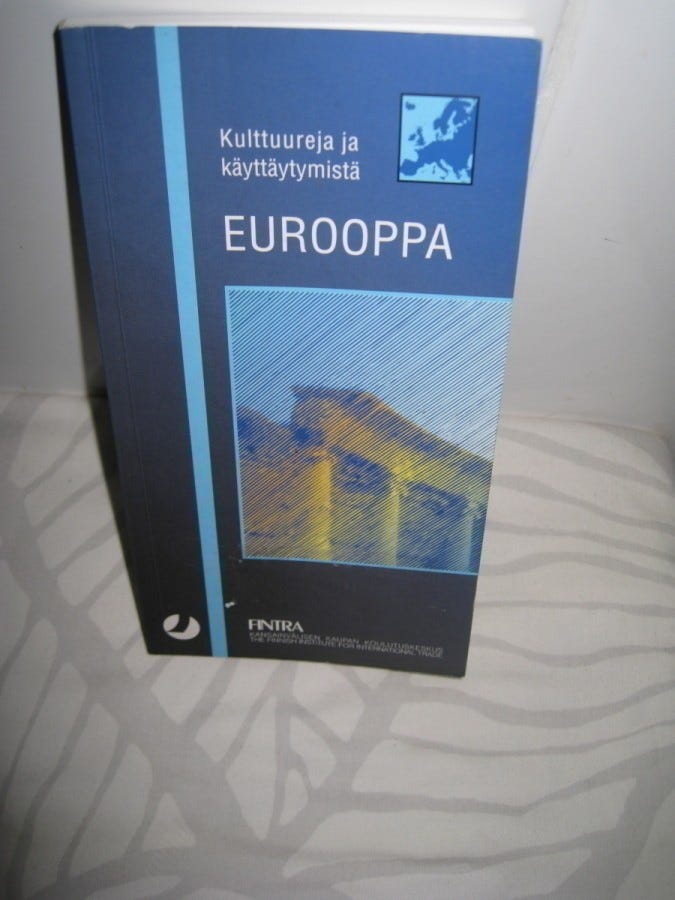 Kulttuureja ja
käyttäytymistä
EUROOPPA
FINTRA
KANSAINVÄLISEN KAUPAN KOULUTUSKESKUS
THE FINNISH INSTITUTE FOR INTERNATIONAL TRADE